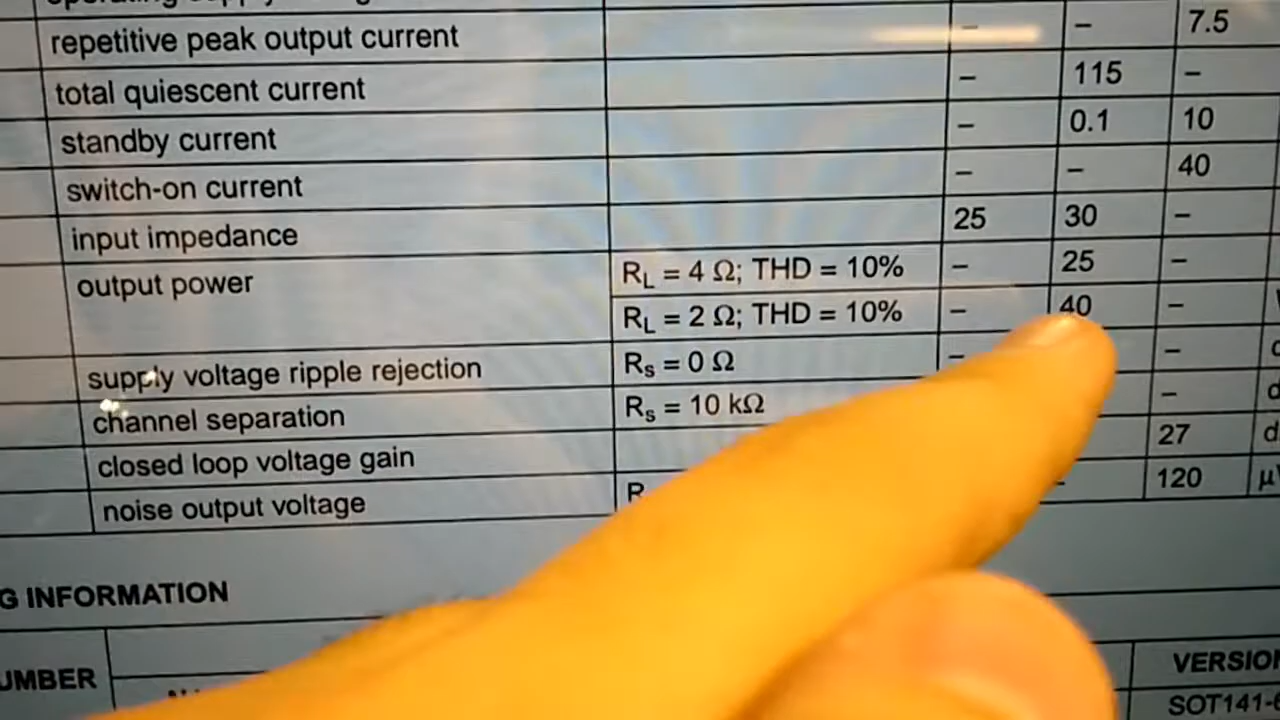 repetitive peak output current – – 7.5
total quiescent current – 115 –
standby current – 0.1 10
switch-on current – – 40
input impedance 25 30 –
output power RL = 4 Ω; THD = 10% – 25 –
RL = 2 Ω; THD = 10% – 40 –
supply voltage ripple rejection Rs = 0 Ω – –
channel separation Rs = 10 kΩ –
closed loop voltage gain 27
noise output voltage R – 120
G INFORMATION
UMBER
VERSION
SOT141-6